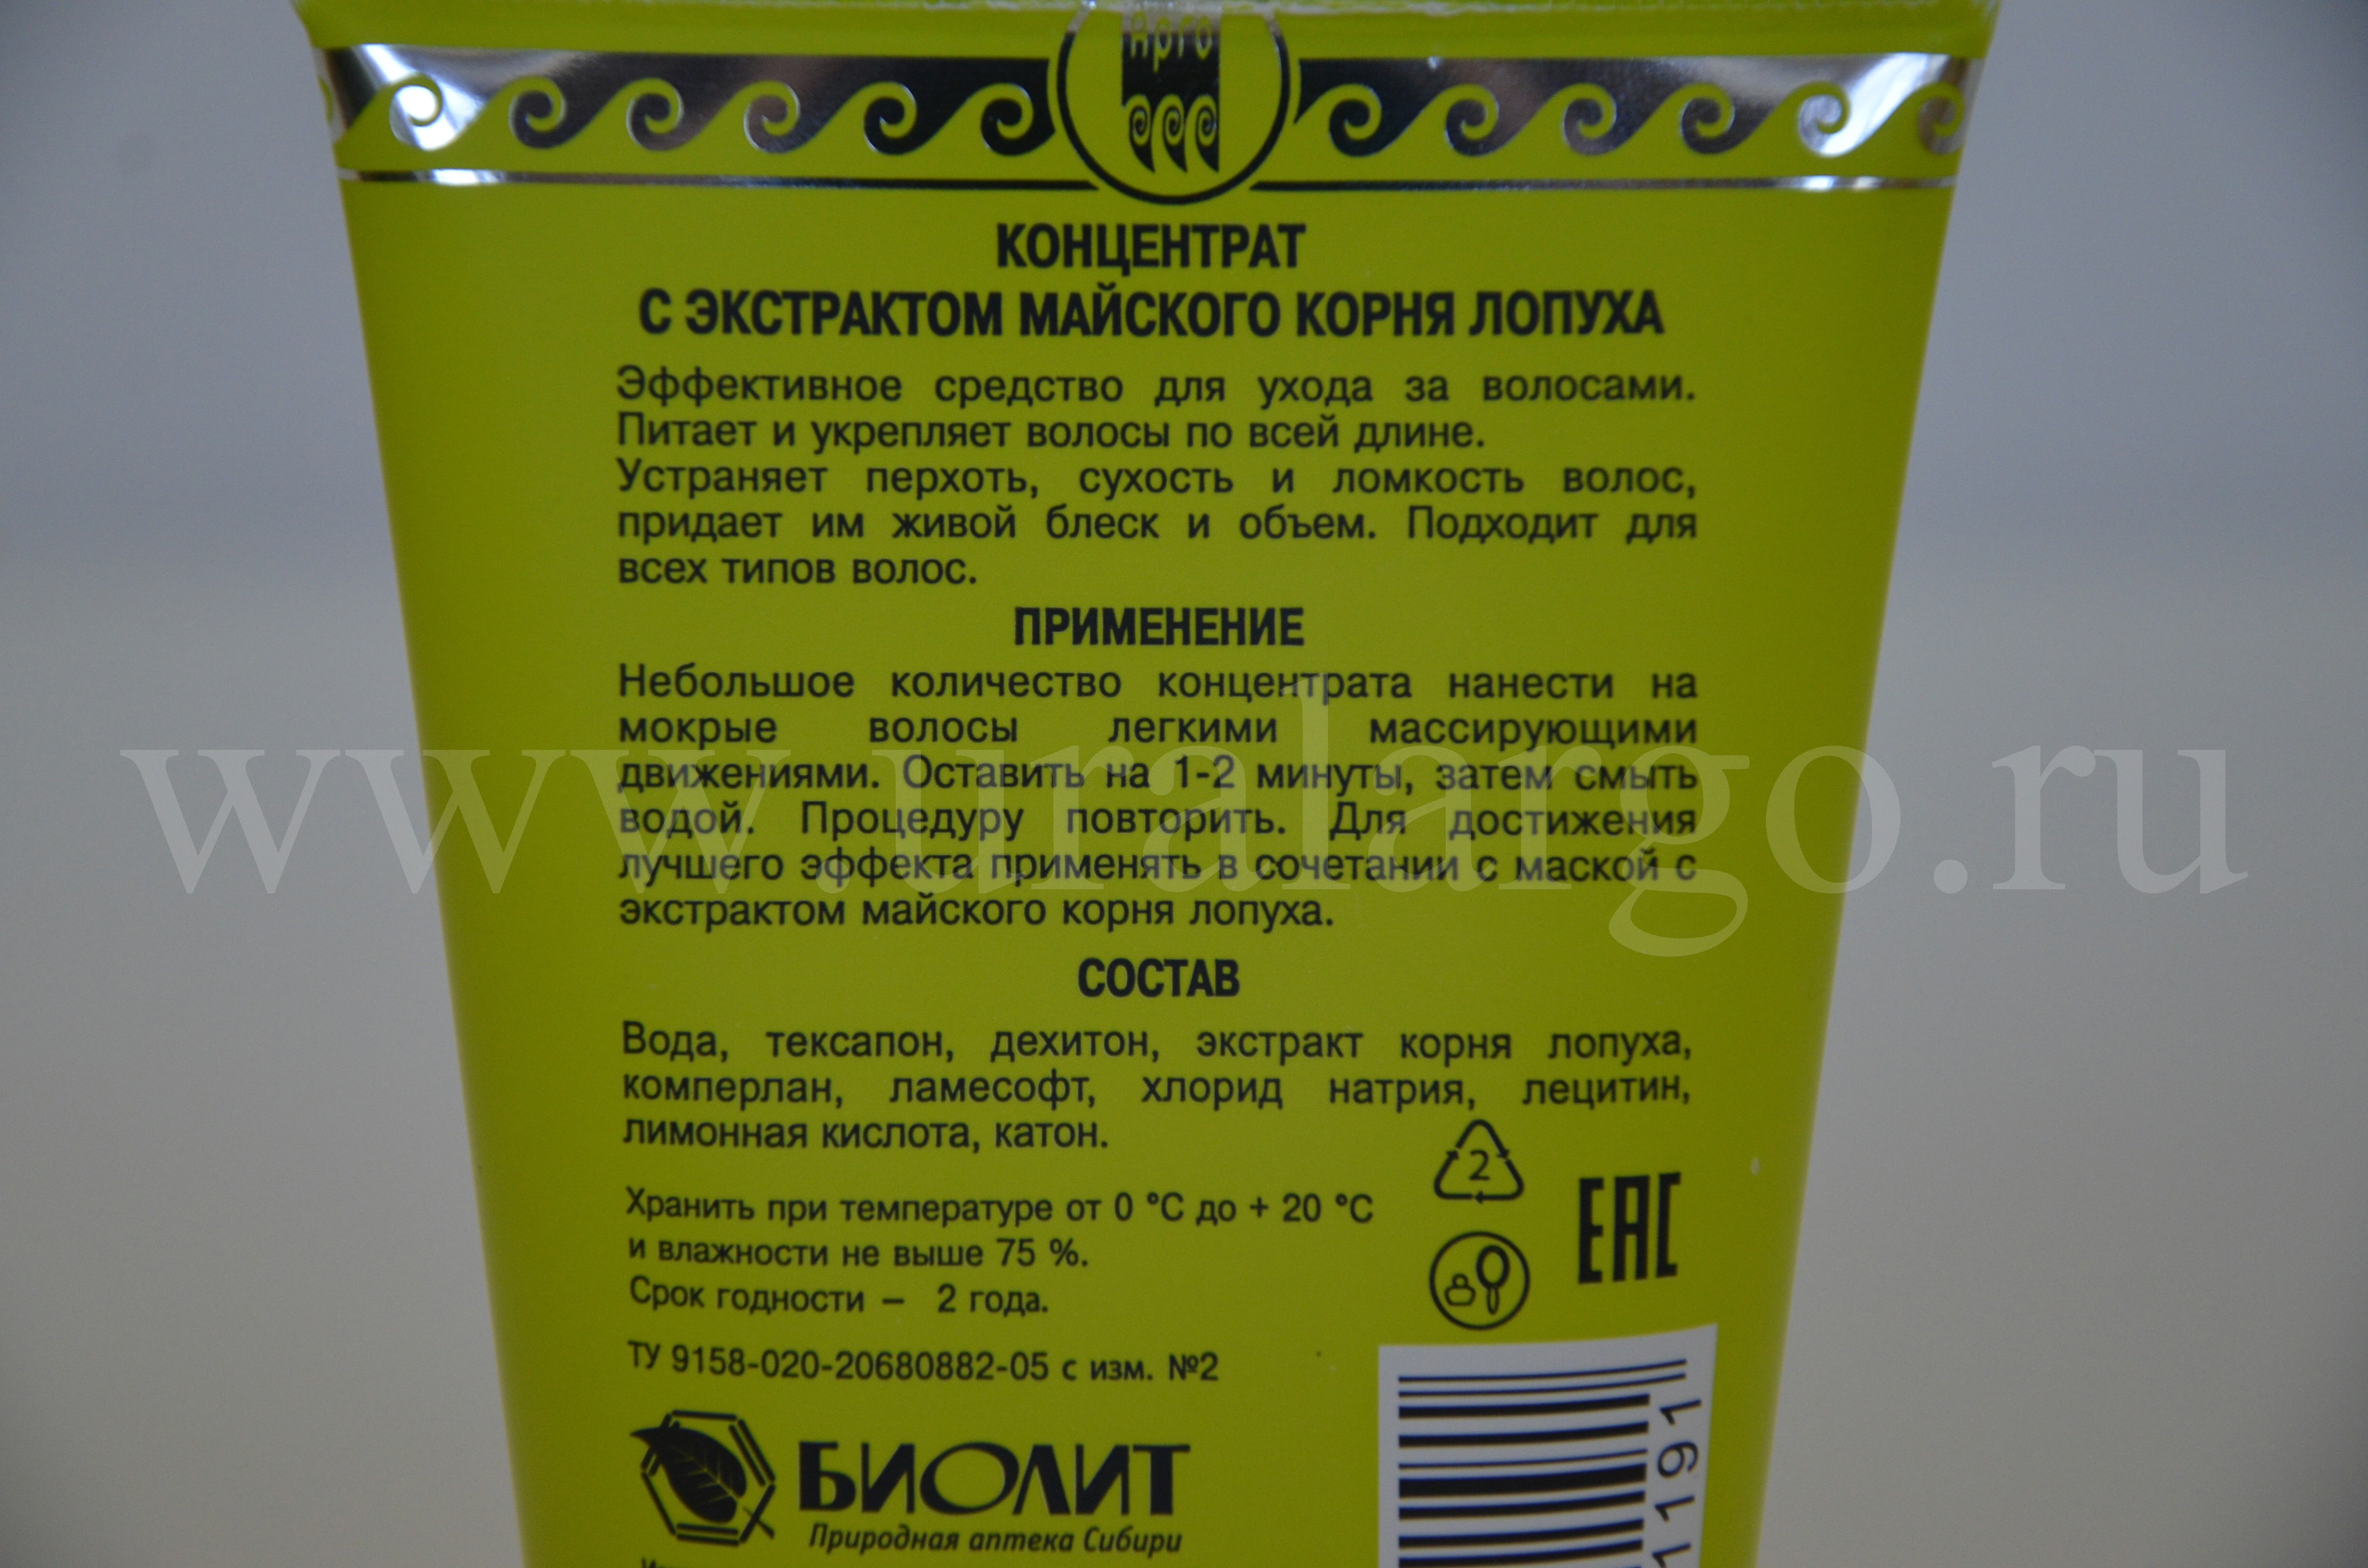 Арго
КОНЦЕНТРАТ
С ЭКСТРАКТОМ МАЙСКОГО КОРНЯ ЛОПУХА
Эффективное средство для ухода за волосами.
Питает и укрепляет волосы по всей длине.
Устраняет перхоть, сухость и ломкость волос,
придает им живой блеск и объем. Подходит для
всех типов волос.
ПРИМЕНЕНИЕ
Небольшое количество концентрата нанести на
мокрые волосы легкими массирующими
движениями. Оставить на 1-2 минуты, затем смыть
водой. Процедуру повторить. Для достижения
лучшего эффекта применять в сочетании с маской с
экстрактом майского корня лопуха.
www.uralargo.ru
СОСТАВ
Вода, тексапон, дехитон, экстракт корня лопуха,
комперлан, ламесофт, хлорид натрия, лецитин,
лимонная кислота, катон.
2
Хранить при температуре от 0 °С до + 20 °С
и влажности не выше 75 %.
Срок годности – 2 года.
EAC
ТУ 9158-020-20680882-05 с изм. №2
БИОЛИТ
Природная аптека Сибири
1191